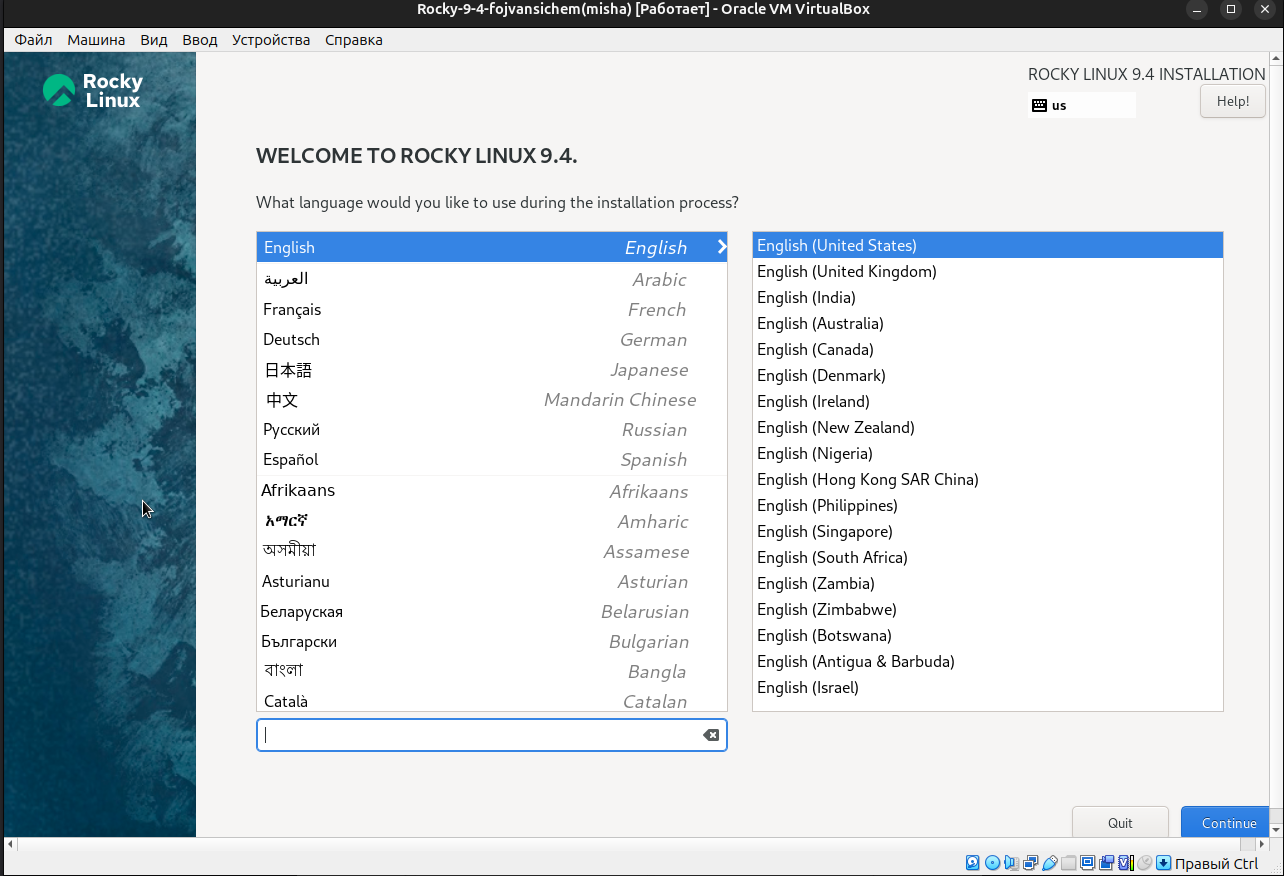 Rocky-9-4-fojvansichem(misha) [Работает] - Oracle VM VirtualBox
Файл Машина Вид Ввод Устройства Справка
Rocky
Linux
ROCKY LINUX 9.4 INSTALLATION
us
Help!
WELCOME TO ROCKY LINUX 9.4.
What language would you like to use during the installation process?
English English
العربية Arabic
Français French
Deutsch German
日本語 Japanese
中文 Mandarin Chinese
Русский Russian
Español Spanish
Afrikaans Afrikaans
አማርኛ Amharic
অসমীয়া Assamese
Asturianu Asturian
Беларуская Belarusian
Български Bulgarian
বাংলা Bangla
Català Catalan
English (United States)
English (United Kingdom)
English (India)
English (Australia)
English (Canada)
English (Denmark)
English (Ireland)
English (New Zealand)
English (Nigeria)
English (Hong Kong SAR China)
English (Philippines)
English (Singapore)
English (South Africa)
English (Zambia)
English (Zimbabwe)
English (Botswana)
English (Antigua & Barbuda)
English (Israel)
Quit
Continue
Правый Ctrl